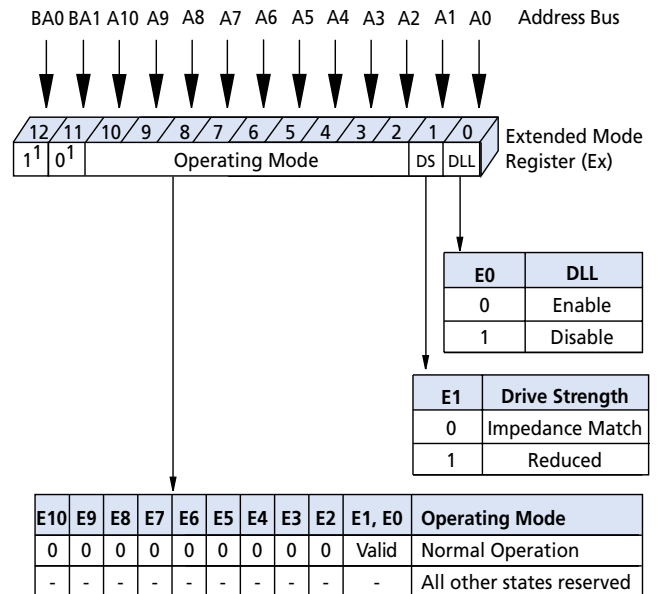 BA0 BA1 A10 A9 A8 A7 A6 A5 A4 A3 A2 A1 A0 Address Bus
12 11 10 9 8 7 6 5 4 3 2 1 0
Extended Mode
Register (Ex)
1¹ 0¹ Operating Mode DS DLL
E0 DLL
0 Enable
1 Disable
E1 Drive Strength
0 Impedance Match
1 Reduced
E10 E9 E8 E7 E6 E5 E4 E3 E2 E1, E0 Operating Mode
0 0 0 0 0 0 0 0 0 Valid Normal Operation
- - - - - - - - - - All other states reserved